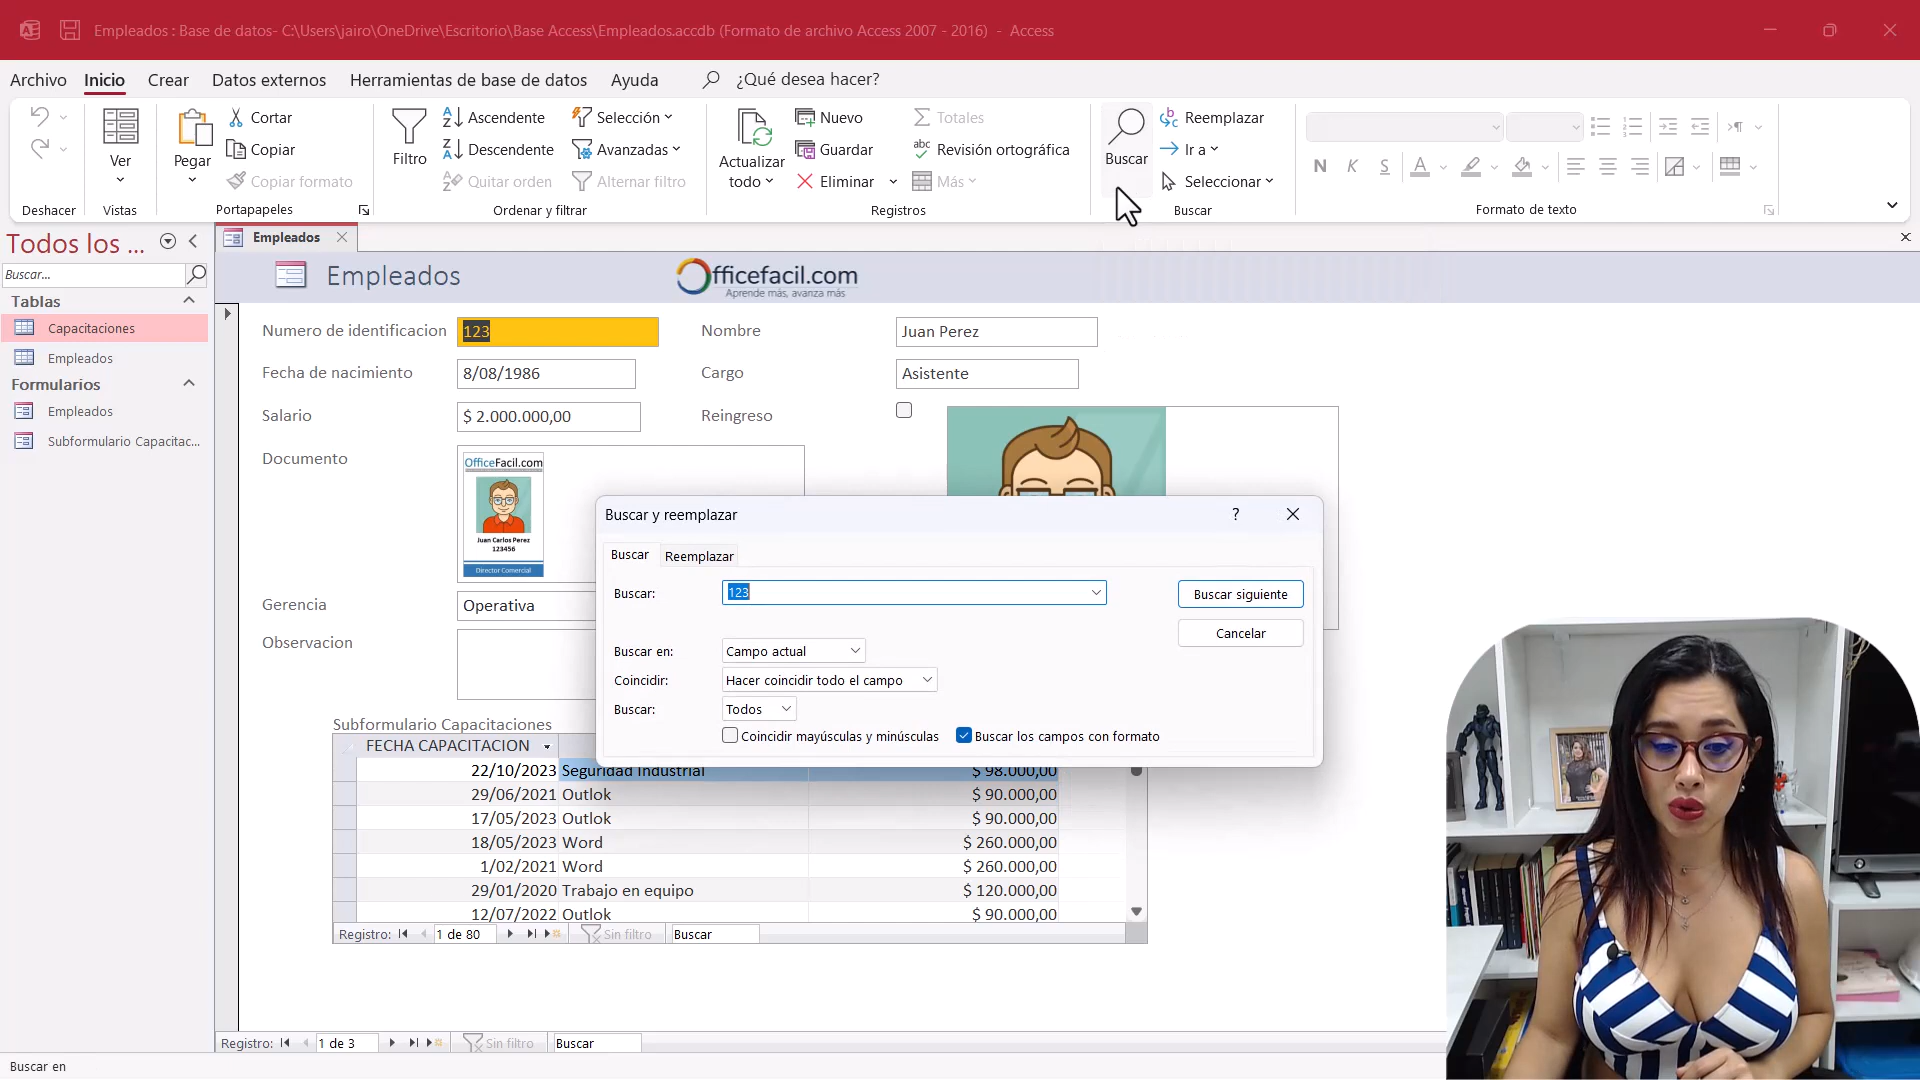 Empleados : Base de datos- C:\Users\jairo\OneDrive\Escritorio\Base Access\Empleados.accdb (Formato de archivo Access 2007 - 2016) - Access
Archivo Inicio Crear Datos externos Herramientas de base de datos Ayuda ¿Qué desea hacer?
Deshacer
Ver
Vistas
Pegar
Cortar
Copiar
Copiar formato
Portapapeles
Filtro
Ascendente
Descendente
Quitar orden
Selección
Avanzadas
Alternar filtro
Ordenar y filtrar
Actualizar
todo
Nuevo
Guardar
Eliminar
Totales
Revisión ortográfica
Más
Registros
Buscar
Reemplazar
Ir a
Seleccionar
Buscar
N K S A
Formato de texto
Todos los ...
Buscar...
Tablas
Capacitaciones
Empleados
Formularios
Empleados
Subformulario Capacitac...
Empleados
Empleados
Officefacil.com
Aprende más, avanza más
Numero de identificacion 123 Nombre Juan Perez
Fecha de nacimiento 8/08/1986 Cargo Asistente
Salario $ 2.000.000,00 Reingreso
Documento
OfficeFacil.com
Juan Carlos Perez
123456
Director Comercial
Gerencia Operativa
Observacion
Buscar y reemplazar ?
Buscar Reemplazar
Buscar: 123 Buscar siguiente
Cancelar
Buscar en: Campo actual
Coincidir: Hacer coincidir todo el campo
Buscar: Todos
Coincidir mayúsculas y minúsculas Buscar los campos con formato
Subformulario Capacitaciones
FECHA CAPACITACION
22/10/2023 Seguridad Industrial $ 98.000,00
29/06/2021 Outlok $ 90.000,00
17/05/2023 Outlok $ 90.000,00
18/05/2023 Word $ 260.000,00
1/02/2021 Word $ 260.000,00
29/01/2020 Trabajo en equipo $ 120.000,00
12/07/2022 Outlok $ 90.000,00
Registro: 1 de 80 Sin filtro Buscar
Registro: 1 de 3 Sin filtro Buscar
Buscar en